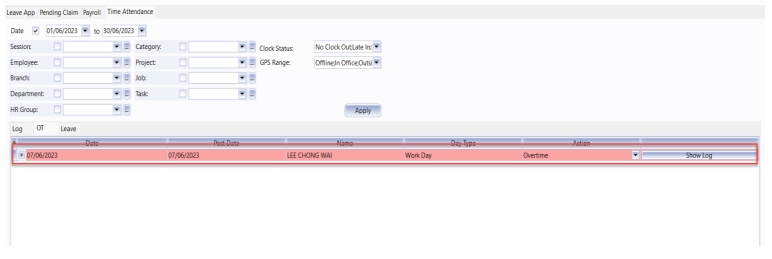 Leave App Pending Claim Payroll Time Attendance
Date 01/06/2023 to 30/06/2023
Session: Category: Clock Status: No Clock Out;Late Inc
Employee: Project: GPS Range: Offline;In Office;Outsi
Branch: Job:
Department: Task:
HR Group: Apply
Log OT Leave
Date Post Date Name Day Type Action
07/06/2023 07/06/2023 LEE CHONG WAI Work Day Overtime Show Log